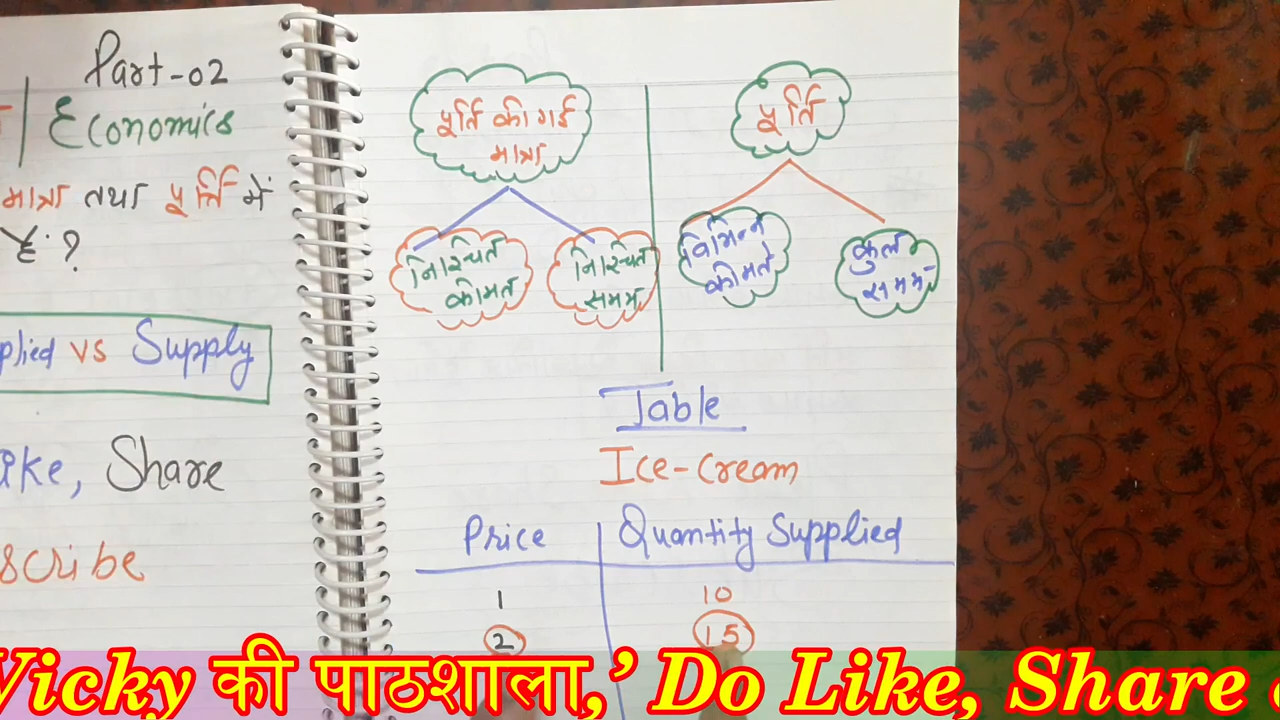 Part-02
Economics
मात्रा तथा पूर्ति में
है ?
plied vs Supply
ike, Share
scribe
पूर्ति की गई
मात्रा
निश्चित
कीमत
निश्चित
समय
पूर्ति
विभिन्न
कीमतें
कुल
समय
Table
Ice-Cream
Price Quantity Supplied
1 10
2 15
Vicky की पाठशाला,’ Do Like, Share